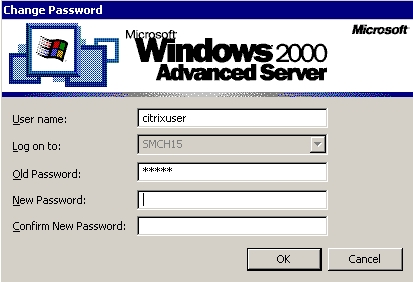 Change Password
Microsoft
Microsoft
Windows 2000
Advanced Server
User name: citrixuser
Log on to: SMCH15
Old Password: *****
New Password:
Confirm New Password:
OK Cancel